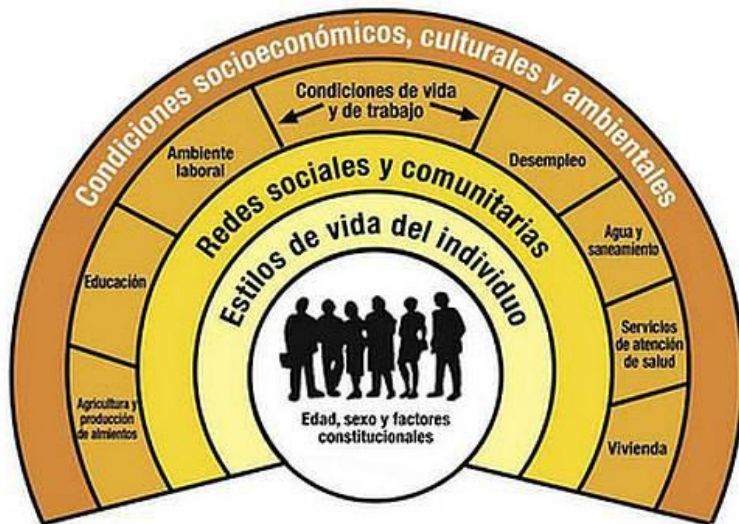 Condiciones socioeconómicos, culturales y ambientales
Condiciones de vida
y de trabajo
Ambiente
laboral
Desempleo
Redes sociales y comunitarias
Estilos de vida del individuo
Educación
Agua y
saneamiento
Servicios
de atención
de salud
Agricultura y
producción
de almientos
Vivienda
Edad, sexo y factores
constitucionales